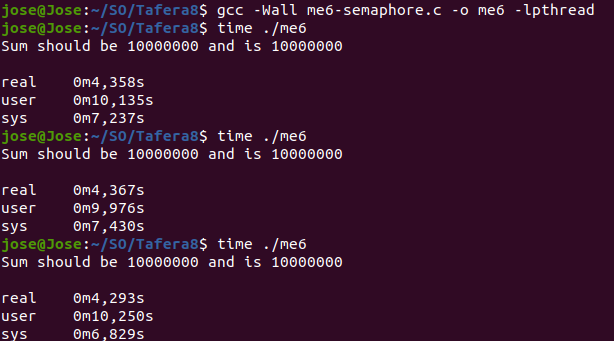 jose@Jose:~/SO/Tafera8$ gcc -Wall me6-semaphore.c -o me6 -lpthread
jose@Jose:~/SO/Tafera8$ time ./me6
Sum should be 10000000 and is 10000000
real 0m4,358s
user 0m10,135s
sys 0m7,237s
jose@Jose:~/SO/Tafera8$ time ./me6
Sum should be 10000000 and is 10000000
real 0m4,367s
user 0m9,976s
sys 0m7,430s
jose@Jose:~/SO/Tafera8$ time ./me6
Sum should be 10000000 and is 10000000
real 0m4,293s
user 0m10,250s
sys 0m6,829s